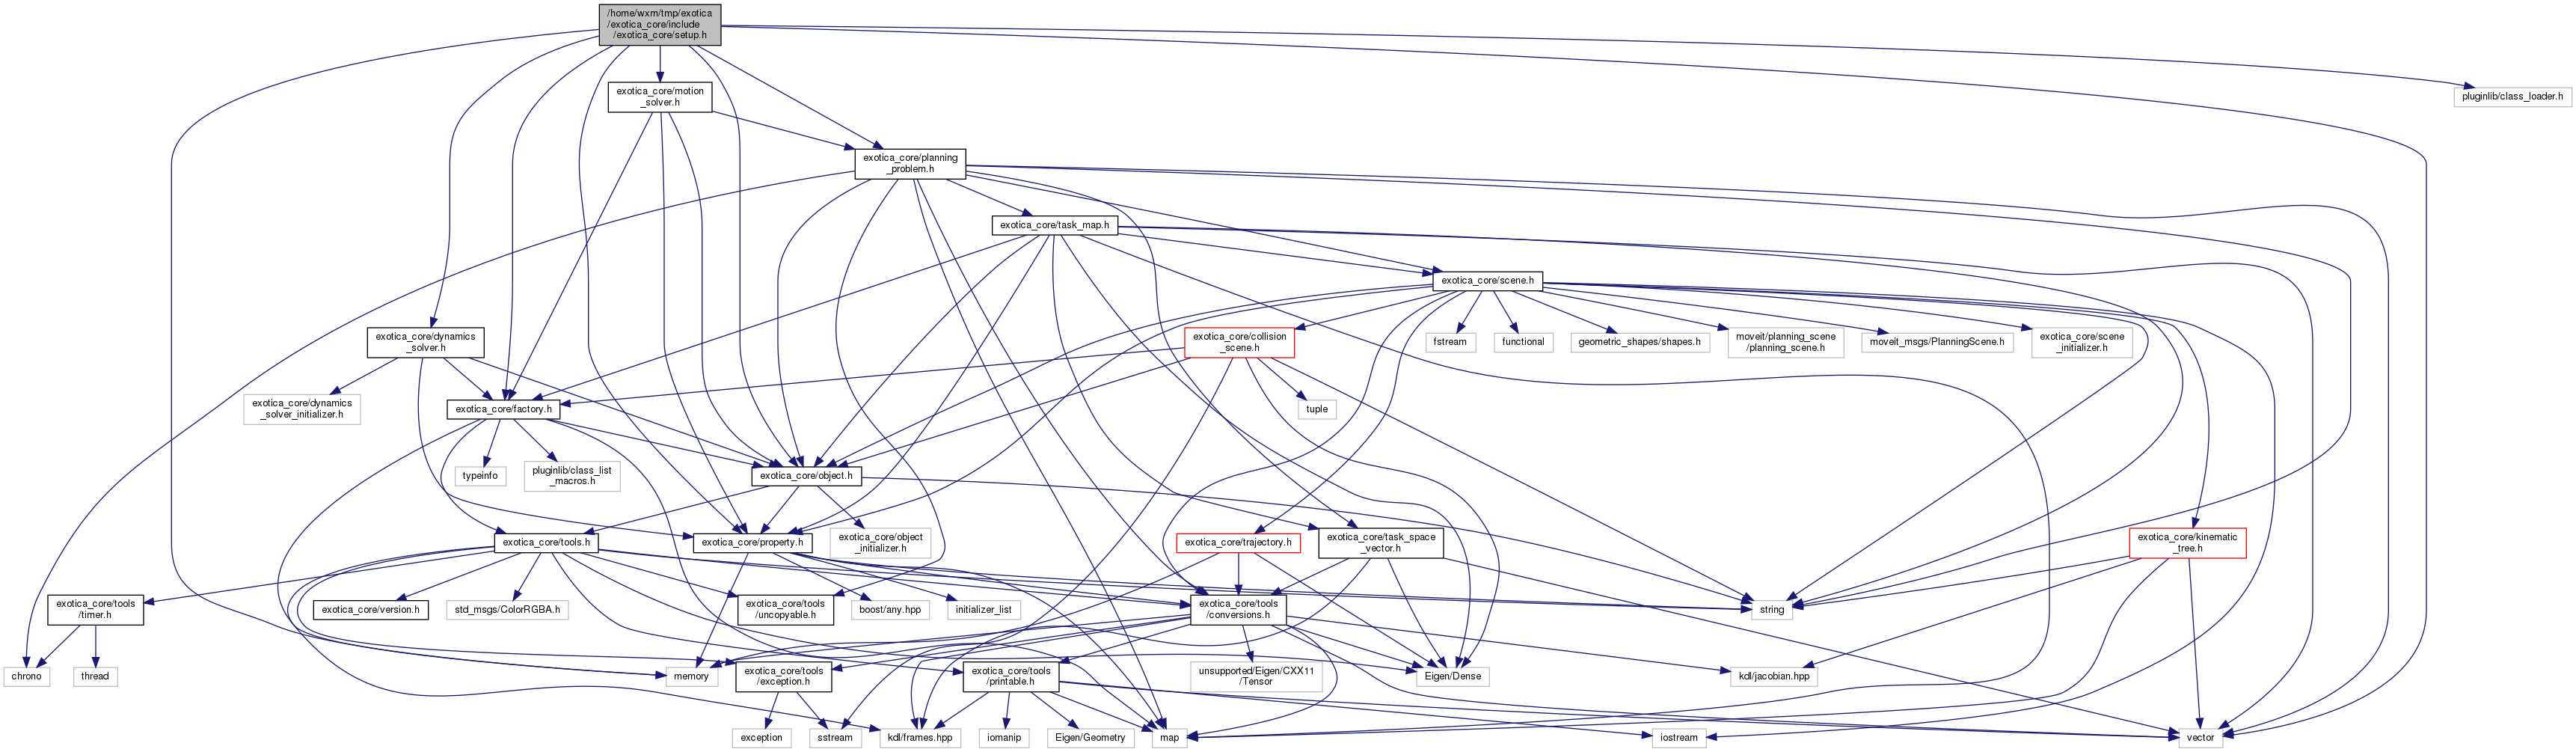 /home/wxm/tmp/exotica
/exotica_core/include
/exotica_core/setup.h
exotica_core/motion
_solver.h
pluginlib/class_loader.h
exotica_core/planning
_problem.h
exotica_core/task_map.h
exotica_core/scene.h
exotica_core/dynamics
_solver.h
exotica_core/collision
_scene.h
fstream
functional
geometric_shapes/shapes.h
moveit/planning_scene
/planning_scene.h
moveit_msgs/PlanningScene.h
exotica_core/scene
_initializer.h
exotica_core/dynamics
_solver_initializer.h
exotica_core/factory.h
tuple
typeinfo
pluginlib/class_list
_macros.h
exotica_core/object.h
exotica_core/tools.h
exotica_core/property.h
exotica_core/object
_initializer.h
exotica_core/trajectory.h
exotica_core/task_space
_vector.h
exotica_core/kinematic
_tree.h
exotica_core/tools
/timer.h
exotica_core/version.h
std_msgs/ColorRGBA.h
exotica_core/tools
/uncopyable.h
boost/any.hpp
initializer_list
exotica_core/tools
/conversions.h
string
chrono
thread
memory
exotica_core/tools
/exception.h
exotica_core/tools
/printable.h
unsupported/Eigen/CXX11
/Tensor
Eigen/Dense
kdl/jacobian.hpp
exception
sstream
kdl/frames.hpp
iomanip
Eigen/Geometry
map
iostream
vector